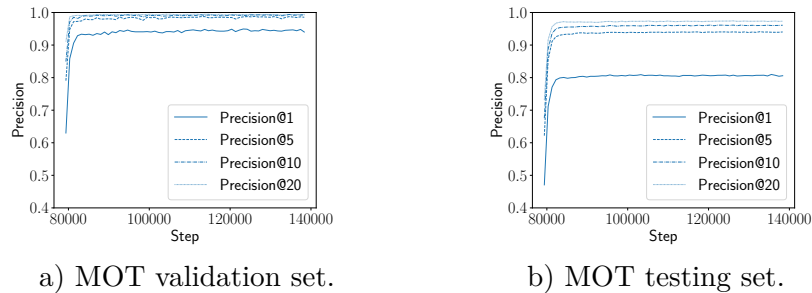 1.0
0.9
0.8
0.7
0.6
0.5
0.4
Precision
80000 100000 120000 140000
Step
Precision@1
Precision@5
Precision@10
Precision@20
a) MOT validation set.
1.0
0.9
0.8
0.7
0.6
0.5
0.4
Precision
80000 100000 120000 140000
Step
Precision@1
Precision@5
Precision@10
Precision@20
b) MOT testing set.